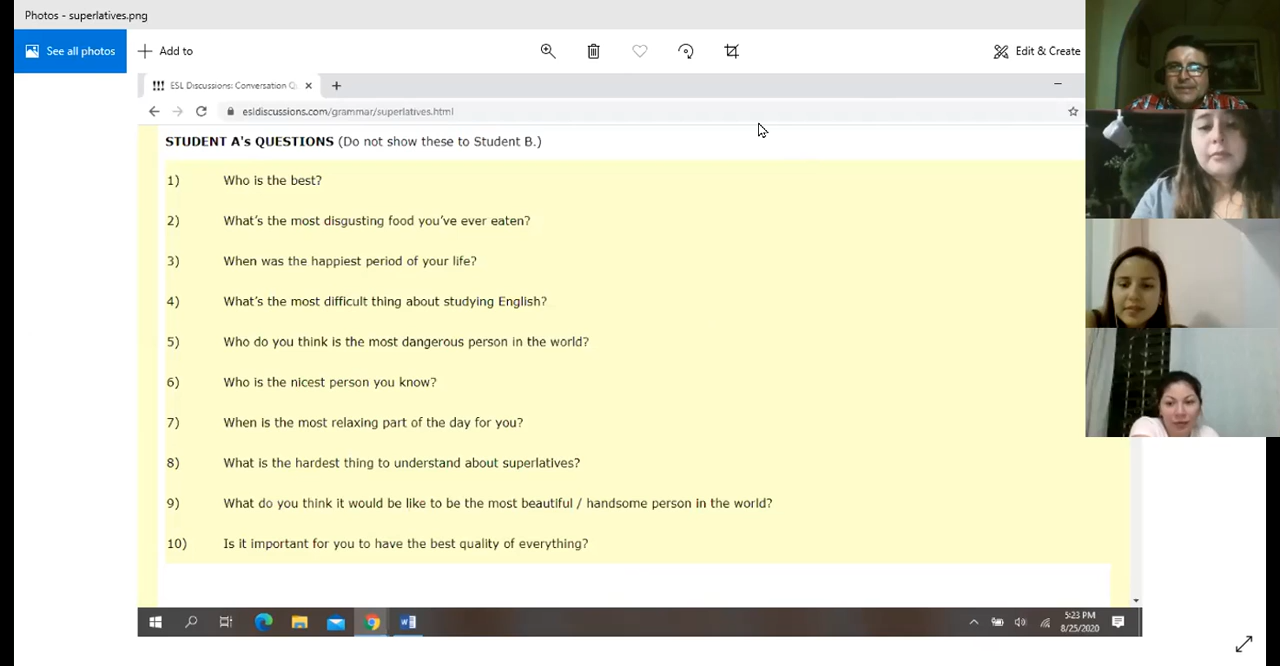 Photos - superlatives.png
See all photos
Add to
Edit & Create
ESL Discussions: Conversation Q
esldiscussions.com/grammar/superlatives.html
STUDENT A's QUESTIONS (Do not show these to Student B.)
1) Who is the best?
2) What's the most disgusting food you've ever eaten?
3) When was the happiest period of your life?
4) What's the most difficult thing about studying English?
5) Who do you think is the most dangerous person in the world?
6) Who is the nicest person you know?
7) When is the most relaxing part of the day for you?
8) What is the hardest thing to understand about superlatives?
9) What do you think it would be like to be the most beautiful / handsome person in the world?
10) Is it important for you to have the best quality of everything?
5:23 PM
8/25/2020